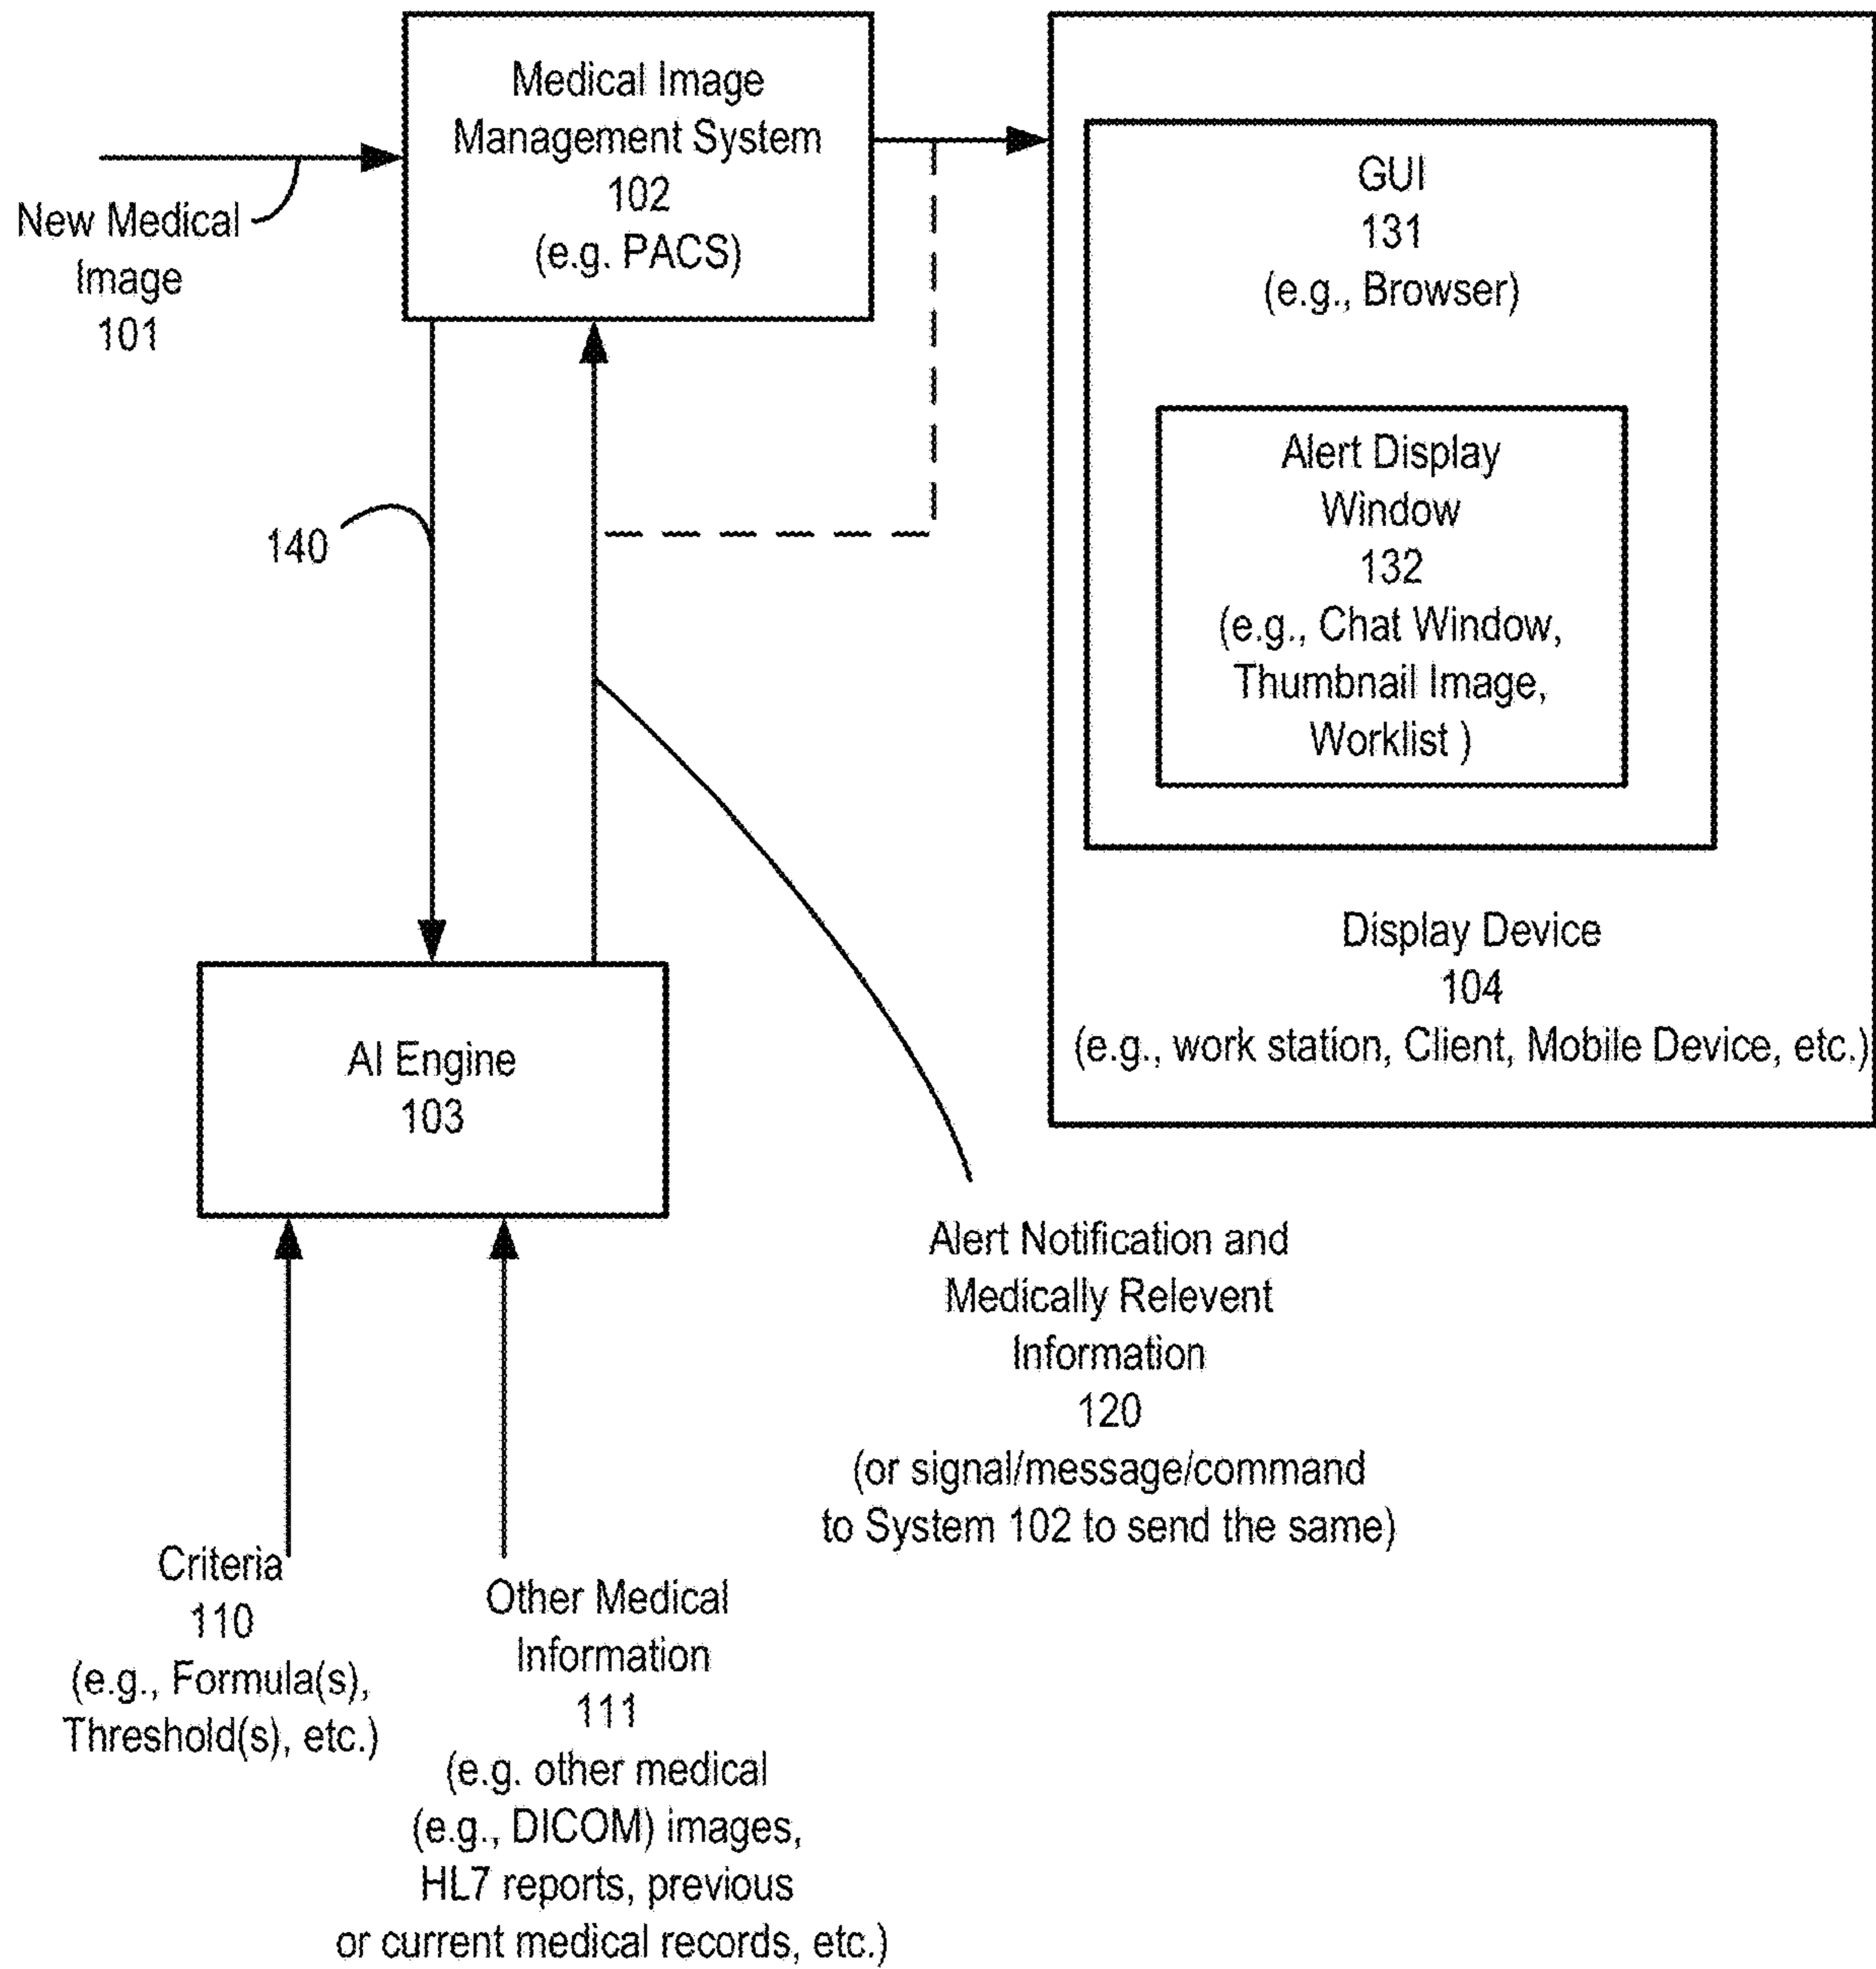 Medical Image
Management System
102
(e.g. PACS)
New Medical
Image
101
GUI
131
(e.g., Browser)
Alert Display
Window
132
(e.g., Chat Window,
Thumbnail Image,
Worklist )
140
Display Device
104
(e.g., work station, Client, Mobile Device, etc.)
AI Engine
103
Alert Notification and
Medically Relevent
Information
120
(or signal/message/command
to System 102 to send the same)
Criteria
110
(e.g., Formula(s),
Threshold(s), etc.)
Other Medical
Information
111
(e.g. other medical
(e.g., DICOM) images,
HL7 reports, previous
or current medical records, etc.)